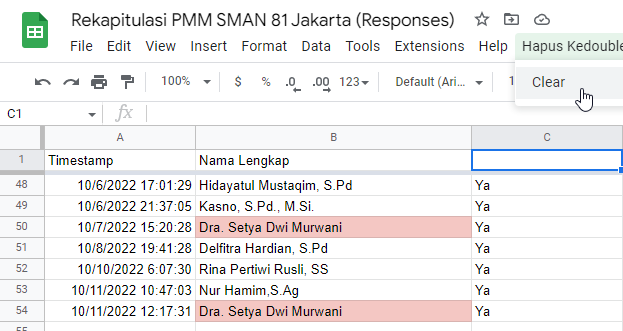 Rekapitulasi PMM SMAN 81 Jakarta (Responses)
File Edit View Insert Format Data Tools Extensions Help Hapus Kedouble
100% $ % .0 .00 123 Default (Ari... 1
Clear
C1 fx
A B C
1 Timestamp Nama Lengkap
48 10/6/2022 17:01:29 Hidayatul Mustaqim, S.Pd Ya
49 10/6/2022 21:37:05 Kasno, S.Pd., M.Si. Ya
50 10/7/2022 15:20:28 Dra. Setya Dwi Murwani Ya
51 10/8/2022 19:41:28 Delfitra Hardian, S.Pd Ya
52 10/10/2022 6:07:30 Rina Pertiwi Rusli, SS Ya
53 10/11/2022 10:47:03 Nur Hamim,S.Ag Ya
54 10/11/2022 12:17:31 Dra. Setya Dwi Murwani Ya